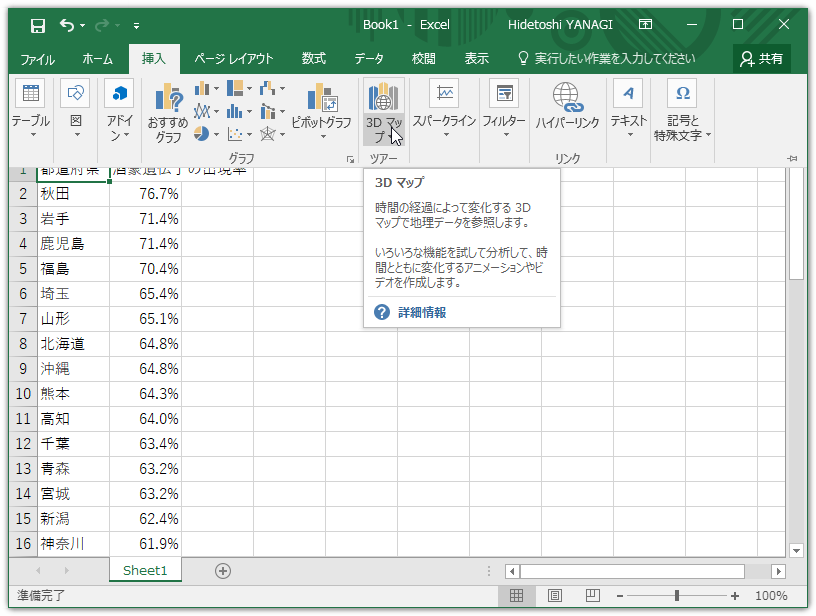 Book1 - Excel
Hidetoshi YANAGI
ファイル ホーム 挿入 ページ レイアウト 数式 データ 校閲 表示 実行したい作業を入力してください 共有
テーブル
図
アドイン
おすすめ
グラフ
ピボットグラフ
3D マッ
プ
スパークライン
フィルター
ハイパーリンク
テキスト
記号と
特殊文字
グラフ
ツアー
リンク
1 都道府県 酒豪遺伝子の出現率
2 秋田 76.7%
3 岩手 71.4%
4 鹿児島 71.4%
5 福島 70.4%
6 埼玉 65.4%
7 山形 65.1%
8 北海道 64.8%
9 沖縄 64.8%
10 熊本 64.3%
11 高知 64.0%
12 千葉 63.4%
13 青森 63.2%
14 宮城 63.2%
15 新潟 62.4%
16 神奈川 61.9%
3D マップ
時間の経過によって変化する 3D
マップで地理データを参照します。
いろいろな機能を試して分析して、時
間とともに変化するアニメーションやビ
デオを作成します。
詳細情報
Sheet1
準備完了
100%